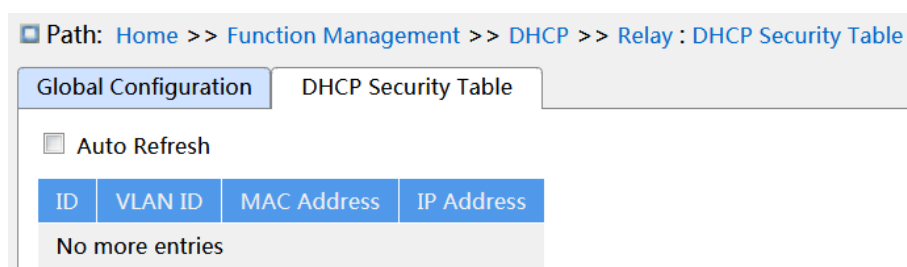 Path: Home >> Function Management >> DHCP >> Relay : DHCP Security Table
Global Configuration DHCP Security Table
Auto Refresh
ID VLAN ID MAC Address IP Address
No more entries